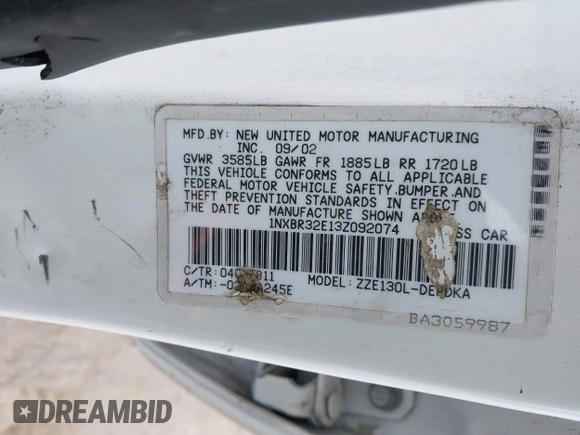 MFD.BY: NEW UNITED MOTOR MANUFACTURING
INC. 09/02
GVWR 3585LB GAWR FR 1885LB RR 1720LB
THIS VEHICLE CONFORMS TO ALL APPLICABLE
FEDERAL MOTOR VEHICLE SAFETY.BUMPER.AND
THEFT PREVENTION STANDARDS IN EFFECT ON
THE DATE OF MANUFACTURE SHOWN CAR
1NXBR32E13Z092074
C/TR:
A/TM: MODEL:
BA3059987
DREAMBID